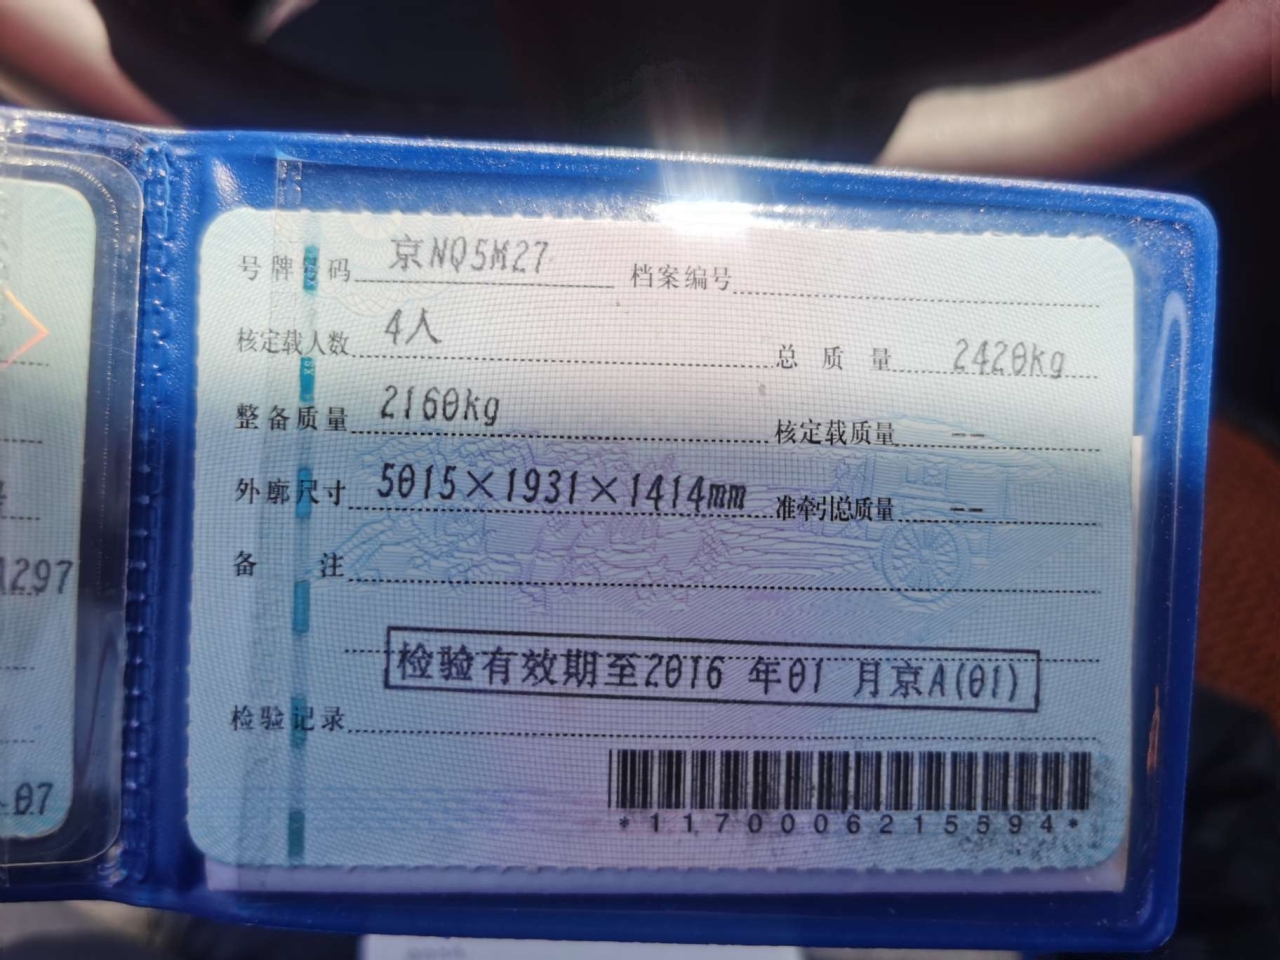 号牌号码 京NQ5M27 档案编号
核定载人数 4人 总质量 2420kg
整备质量 2160kg 核定载质量 --
外廓尺寸 5015×1931×1414mm 准牵引总质量 --
备注
检验有效期至2016 年01 月京A(01)
检验记录
*1170006215594*
A297
07